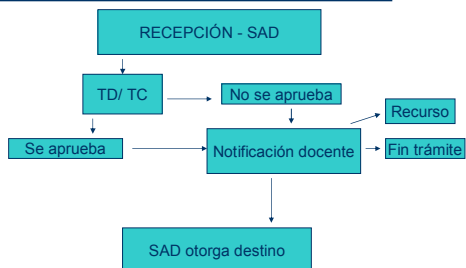 RECEPCIÓN - SAD
TD/ TC
No se aprueba
Recurso
Se aprueba
Notificación docente
Fin trámite
SAD otorga destino